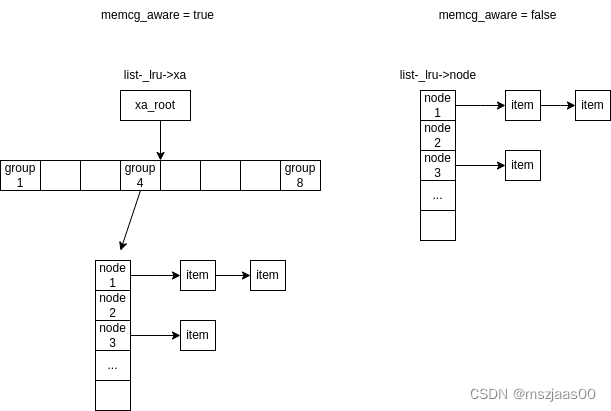 memcg_aware = true
memcg_aware = false
list-_lru->xa
xa_root
group
1
group
4
group
8
node
1
item
item
node
2
node
3
item
...
list-_lru->node
node
1
item
item
node
2
node
3
item
...
CSDN @mszjaas00